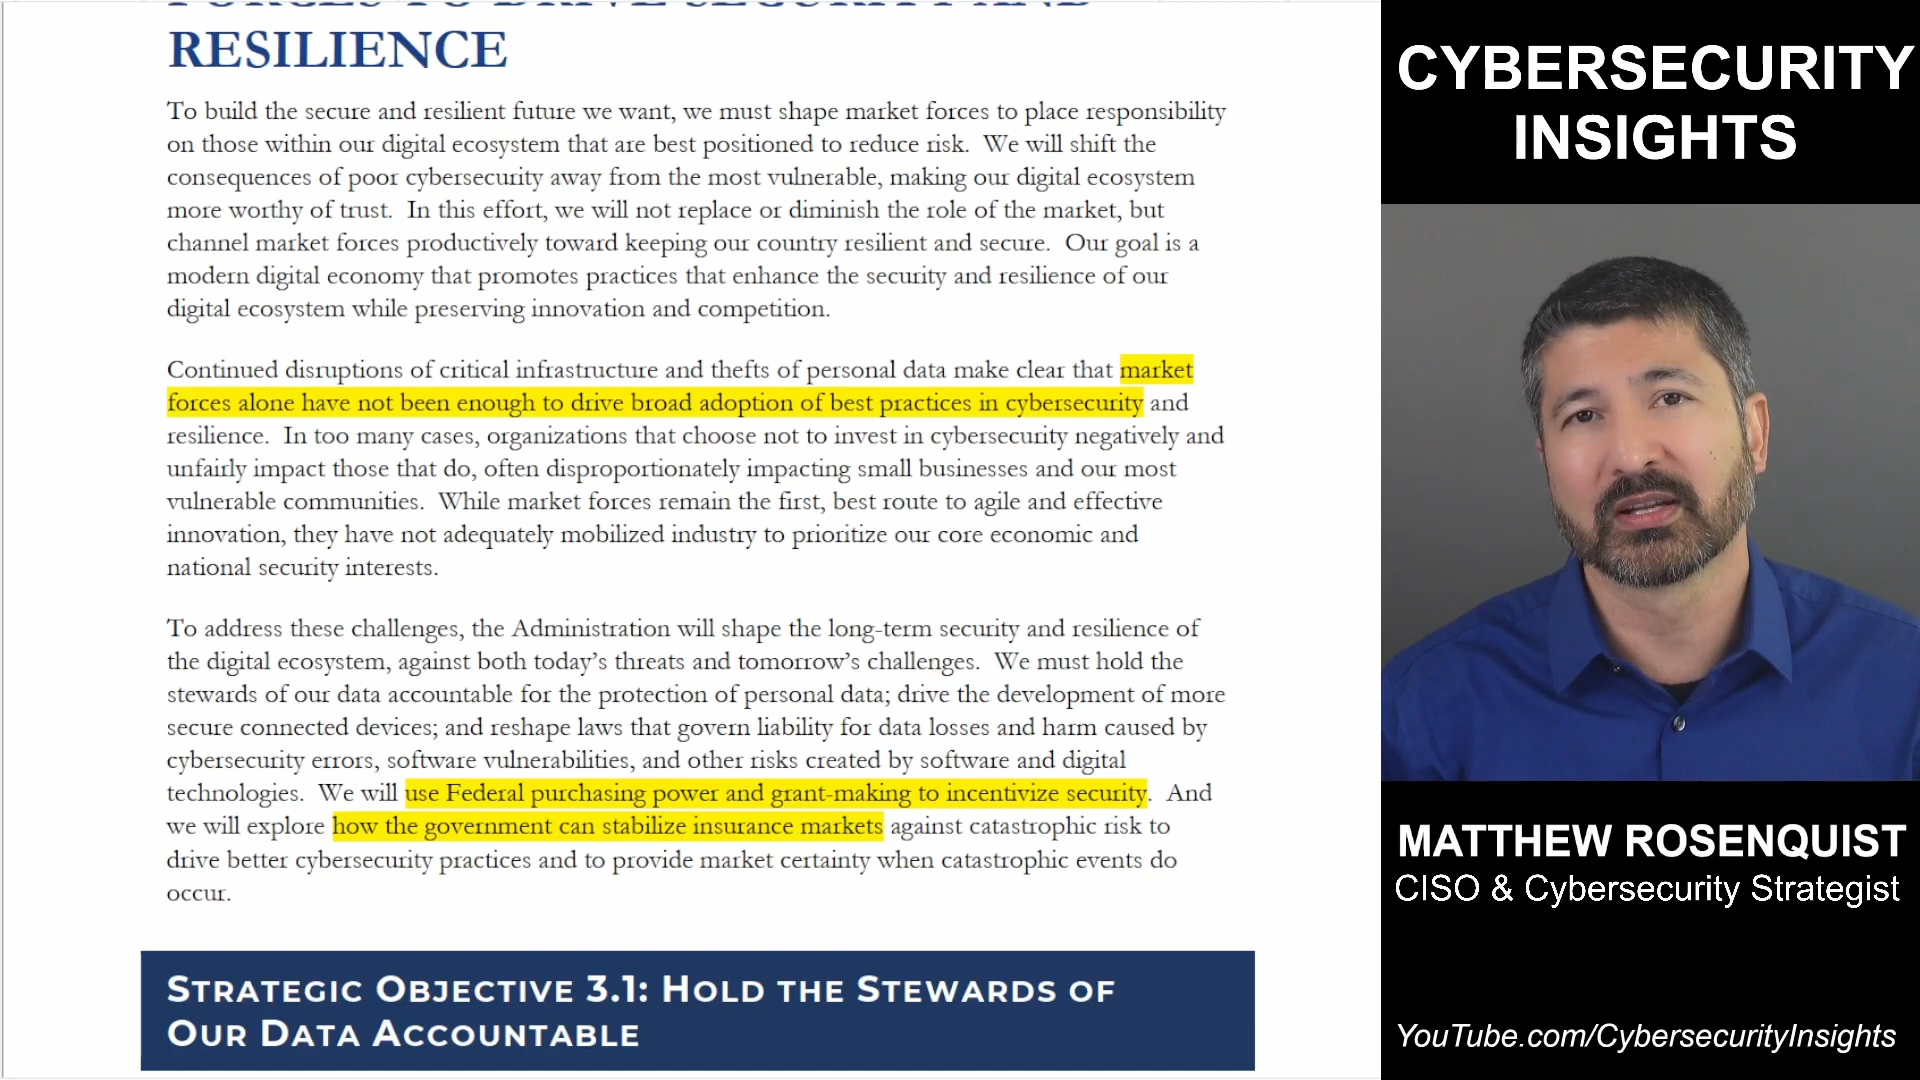 FORCES TO DRIVE SECURITY AND
RESILIENCE
To build the secure and resilient future we want, we must shape market forces to place responsibility
on those within our digital ecosystem that are best positioned to reduce risk.  We will shift the
consequences of poor cybersecurity away from the most vulnerable, making our digital ecosystem
more worthy of trust.  In this effort, we will not replace or diminish the role of the market, but
channel market forces productively toward keeping our country resilient and secure.  Our goal is a
modern digital economy that promotes practices that enhance the security and resilience of our
digital ecosystem while preserving innovation and competition.
Continued disruptions of critical infrastructure and thefts of personal data make clear that market
forces alone have not been enough to drive broad adoption of best practices in cybersecurity and
resilience.  In too many cases, organizations that choose not to invest in cybersecurity negatively and
unfairly impact those that do, often disproportionately impacting small businesses and our most
vulnerable communities.  While market forces remain the first, best route to agile and effective
innovation, they have not adequately mobilized industry to prioritize our core economic and
national security interests.
To address these challenges, the Administration will shape the long-term security and resilience of
the digital ecosystem, against both today’s threats and tomorrow’s challenges.  We must hold the
stewards of our data accountable for the protection of personal data; drive the development of more
secure connected devices; and reshape laws that govern liability for data losses and harm caused by
cybersecurity errors, software vulnerabilities, and other risks created by software and digital
technologies.  We will use Federal purchasing power and grant-making to incentivize security.  And
we will explore how the government can stabilize insurance markets against catastrophic risk to
drive better cybersecurity practices and to provide market certainty when catastrophic events do
occur.
STRATEGIC OBJECTIVE 3.1: HOLD THE STEWARDS OF
OUR DATA ACCOUNTABLE
CYBERSECURITY
INSIGHTS
MATTHEW ROSENQUIST
CISO & Cybersecurity Strategist
YouTube.com/CybersecurityInsights